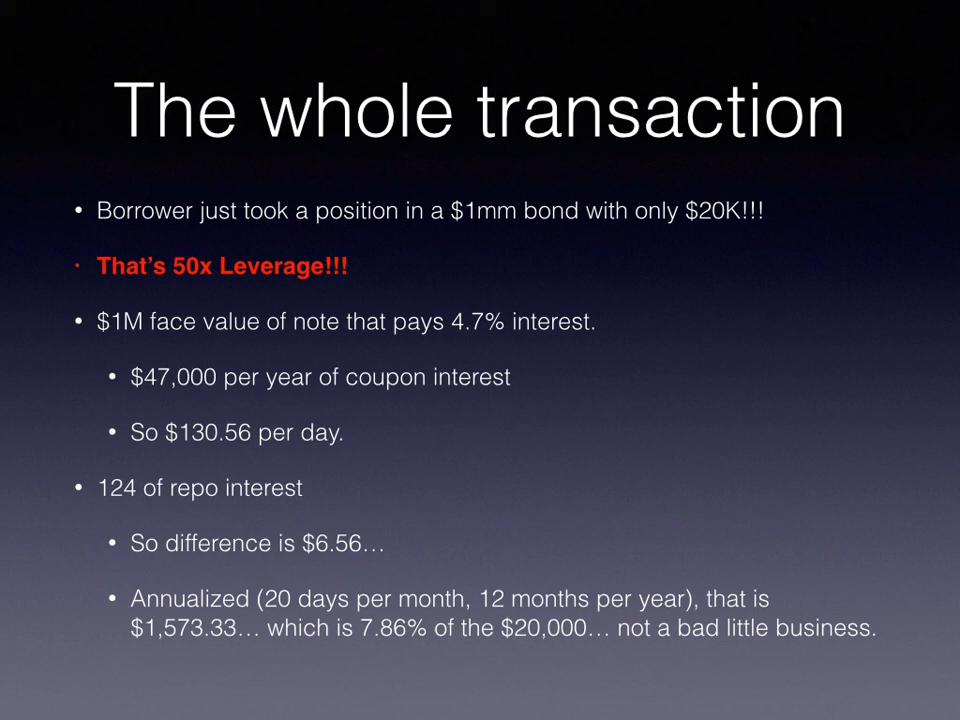 The whole transaction
• Borrower just took a position in a $1mm bond with only $20K!!!
• That's 50x Leverage!!!
• $1M face value of note that pays 4.7% interest.
• $47,000 per year of coupon interest
• So $130.56 per day.
• 124 of repo interest
• So difference is $6.56…
• Annualized (20 days per month, 12 months per year), that is
$1,573.33… which is 7.86% of the $20,000… not a bad little business.